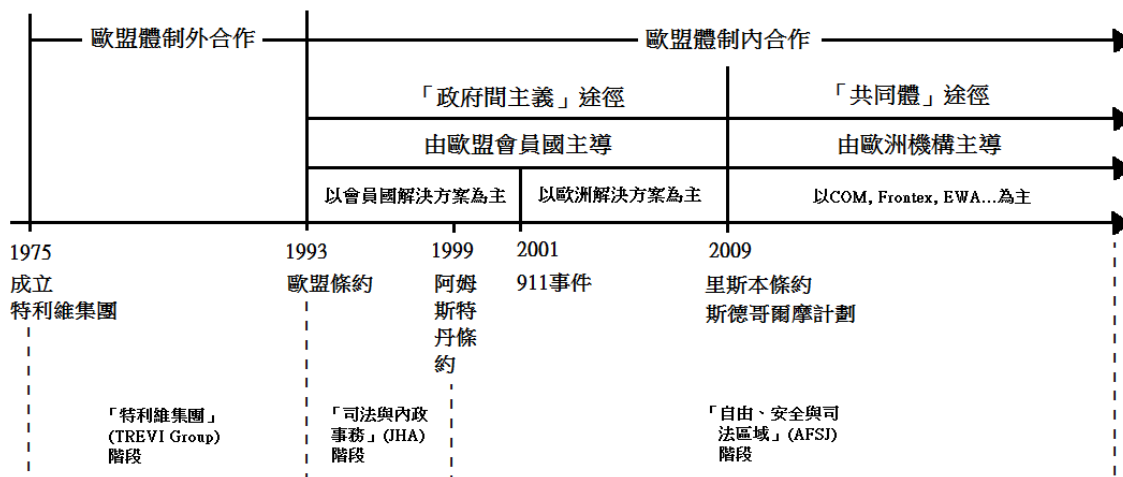 歐盟體制外合作
歐盟體制內合作
「政府間主義」途徑
「共同體」途徑
由歐盟會員國主導
由歐洲機構主導
以會員國解決方案為主
以歐洲解決方案為主
以COM, Frontex, EWA...為主
1975
成立
特利維集團
1993
歐盟條約
1999
阿姆
斯特
丹條
約
2001
911事件
2009
里斯本條約
斯德哥爾摩計劃
「特利維集團」
(TREVI Group)
階段
「司法與內政
事務」(JHA)
階段
「自由、安全與司
法區域」(AFSJ)
階段